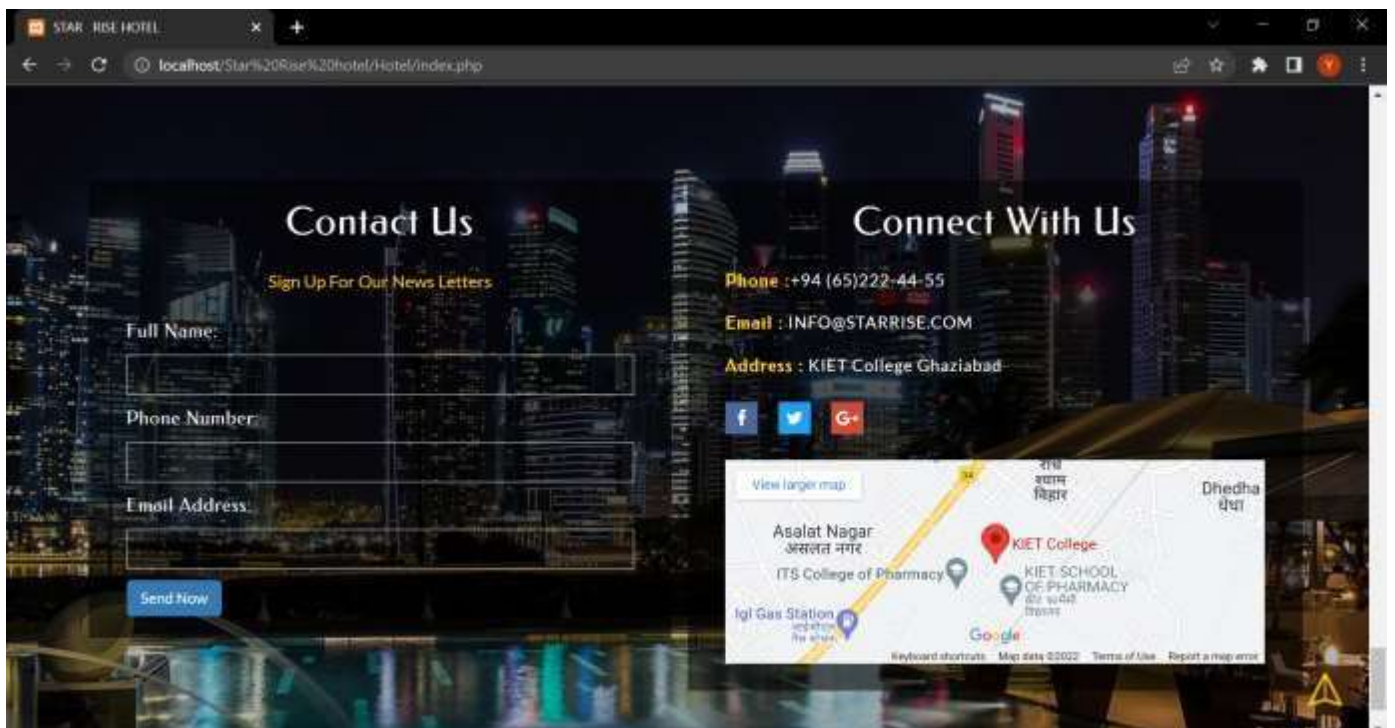 STAR RISE HOTEL
localhost/Star%20Rise%20hotel/Hotel/index.php
Y
Contact Us
Sign Up For Our News Letters
Full Name:
Phone Number:
Email Address:
Send Now
Connect With Us
Phone :+94 (65)222-44-55
Email : INFO@STARRISE.COM
Address : KIET College Ghaziabad
f
G+
View larger map
34
राधे
श्याम
विहार
Dhedha
धेधा
Asalat Nagar
असलत नगर
KIET College
ITS College of Pharmacy
KIET SCHOOL
OF PHARMACY
Igl Gas Station
Google
Keyboard shortcuts Map data ©2022 Terms of Use Report a map error